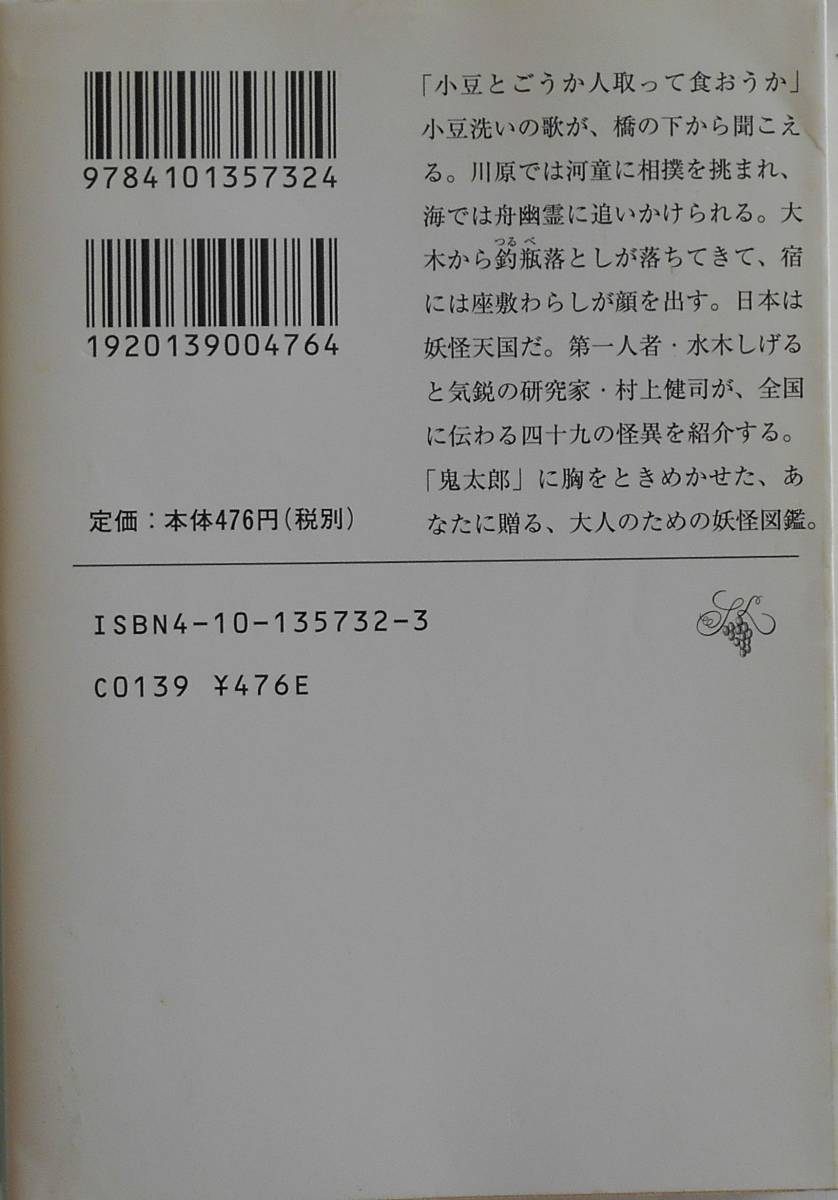 9784101357324
1920139004764
定価：本体476円（税別）
「小豆とごうか人取って食おうか」
小豆洗いの歌が、橋の下から聞こえ
る。川原では河童に相撲を挑まれ、
海では舟幽霊に追いかけられる。大
つるべ
木から釣瓶落としが落ちてきて、宿
には座敷わらしが顔を出す。日本は
妖怪天国だ。第一人者・水木しげる
と気鋭の研究家・村上健司が、全国
に伝わる四十九の怪異を紹介する。
「鬼太郎」に胸をときめかせた、あ
なたに贈る、大人のための妖怪図鑑。
ISBN4-10-135732-3
C0139 ¥476E